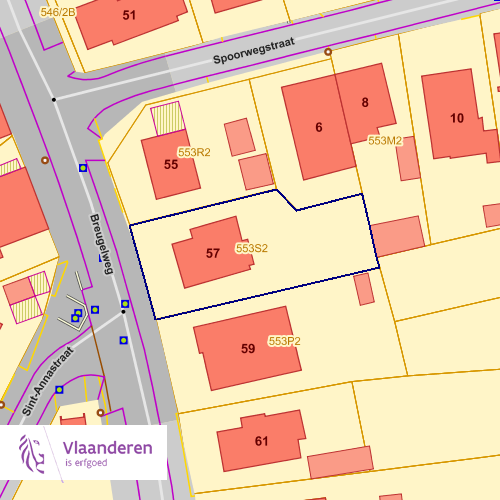 546/2B
51
Spoorwegstraat
8
6
10
553M2
553R2
55
Breugelweg
553S2
57
553P2
59
Sint-Annastraat
61
Vlaanderen
is erfgoed